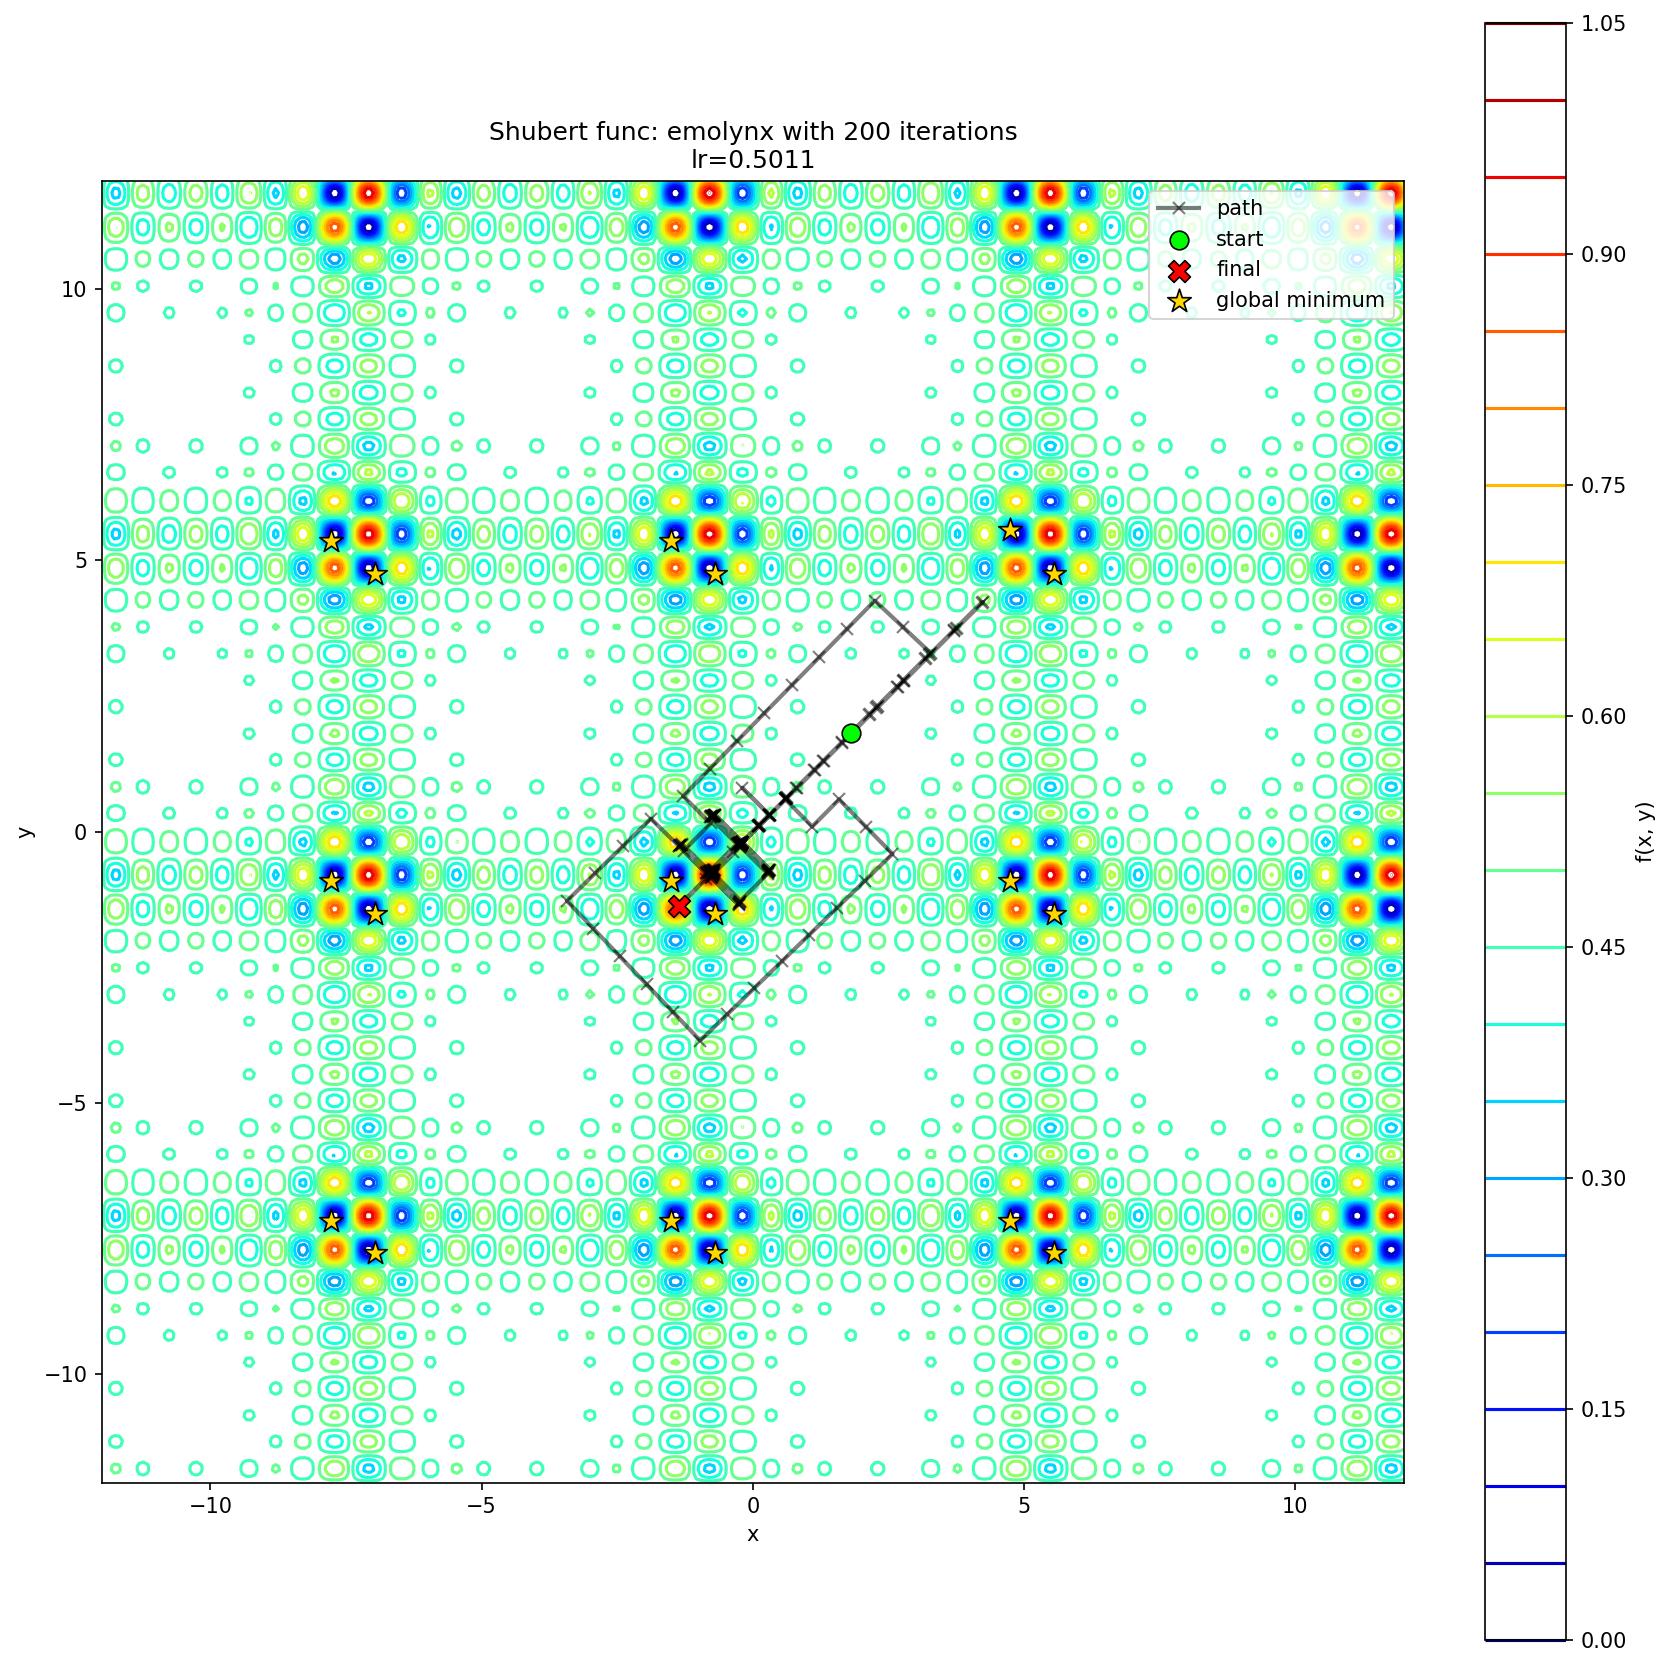 Shubert func: emolynx with 200 iterations
lr=0.5011
path
start
final
global minimum
10
5
0
−5
−10
y
−10
−5
0
5
10
x
1.05
0.90
0.75
0.60
0.45
0.30
0.15
0.00
f(x, y)